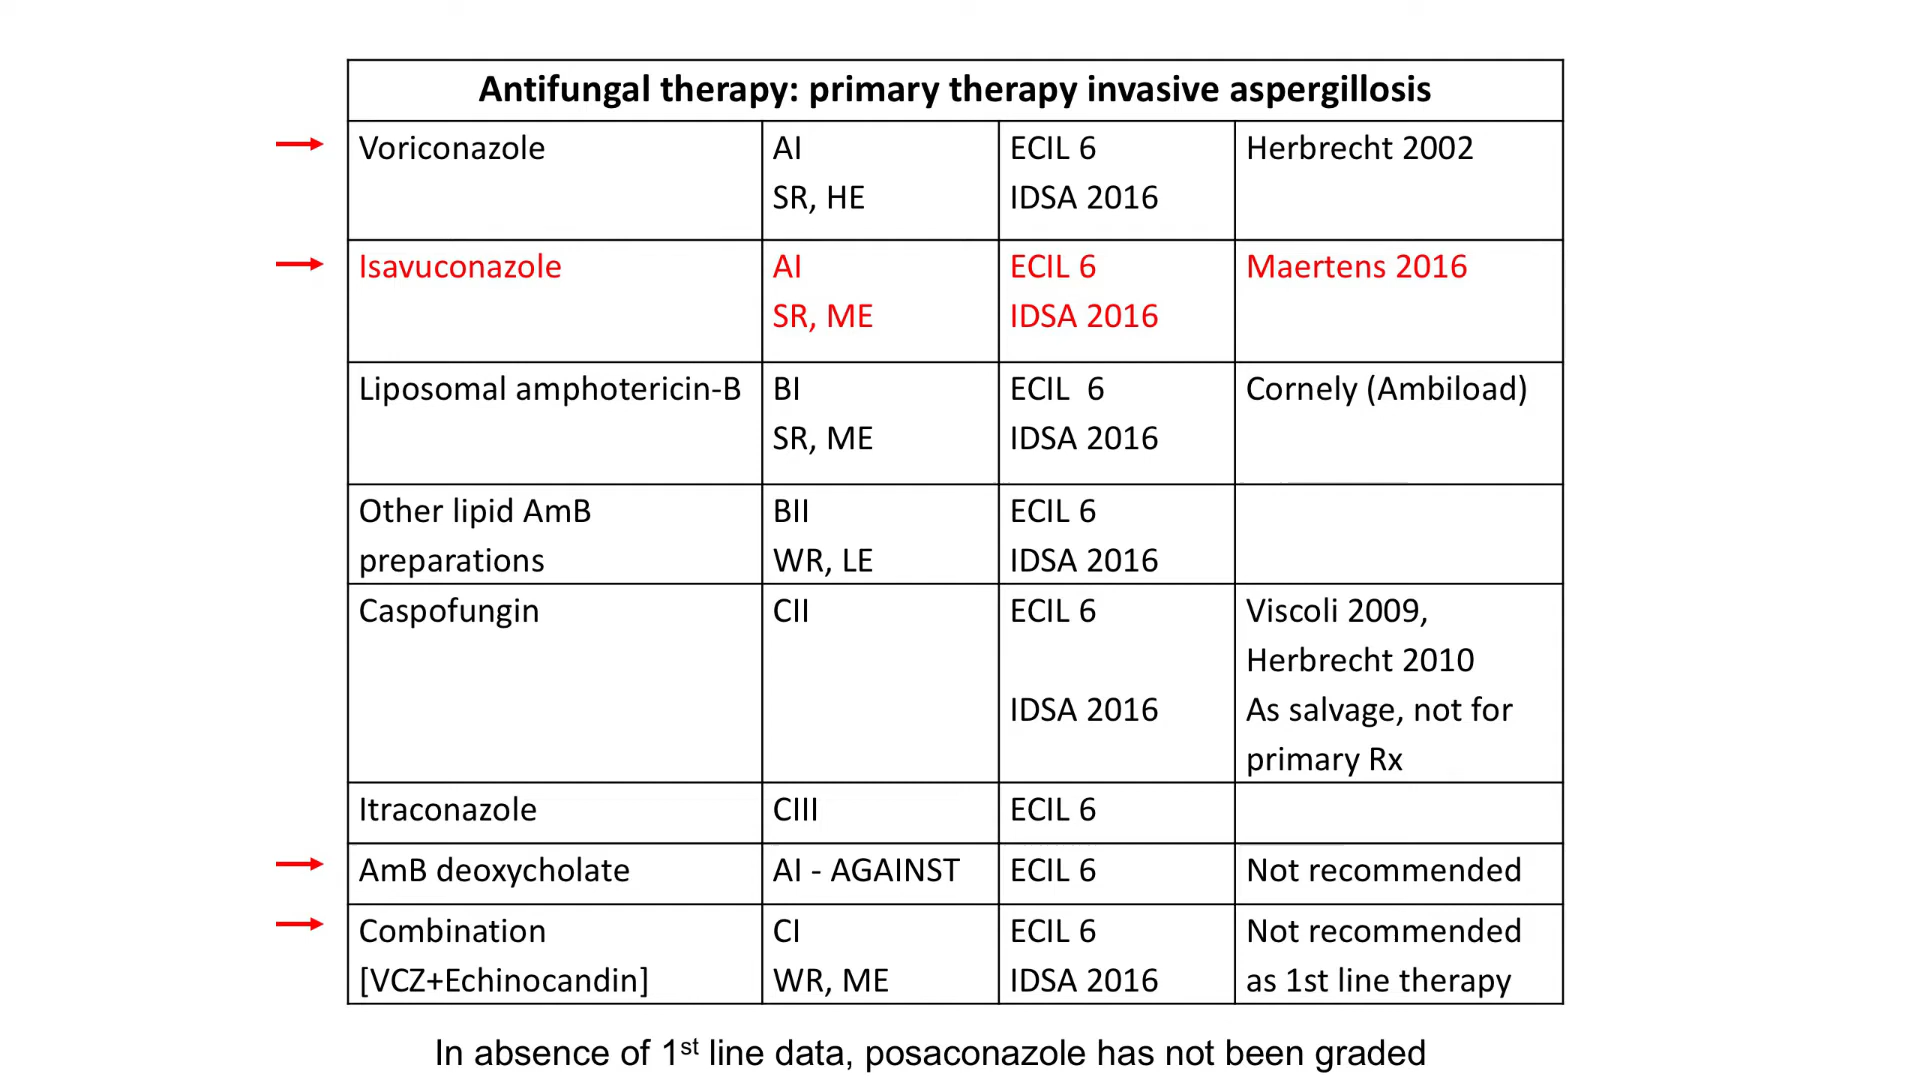 Antifungal therapy: primary therapy invasive aspergillosis
Voriconazole AI ECIL 6 Herbrecht 2002
SR, HE IDSA 2016
Isavuconazole AI ECIL 6 Maertens 2016
SR, ME IDSA 2016
Liposomal amphotericin-B BI ECIL 6 Cornely (Ambiload)
SR, ME IDSA 2016
Other lipid AmB BII ECIL 6
preparations WR, LE IDSA 2016
Caspofungin CII ECIL 6 Viscoli 2009,
Herbrecht 2010
IDSA 2016 As salvage, not for
primary Rx
Itraconazole CIII ECIL 6
AmB deoxycholate AI - AGAINST ECIL 6 Not recommended
Combination CI ECIL 6 Not recommended
[VCZ+Echinocandin] WR, ME IDSA 2016 as 1st line therapy
In absence of 1st line data, posaconazole has not been graded